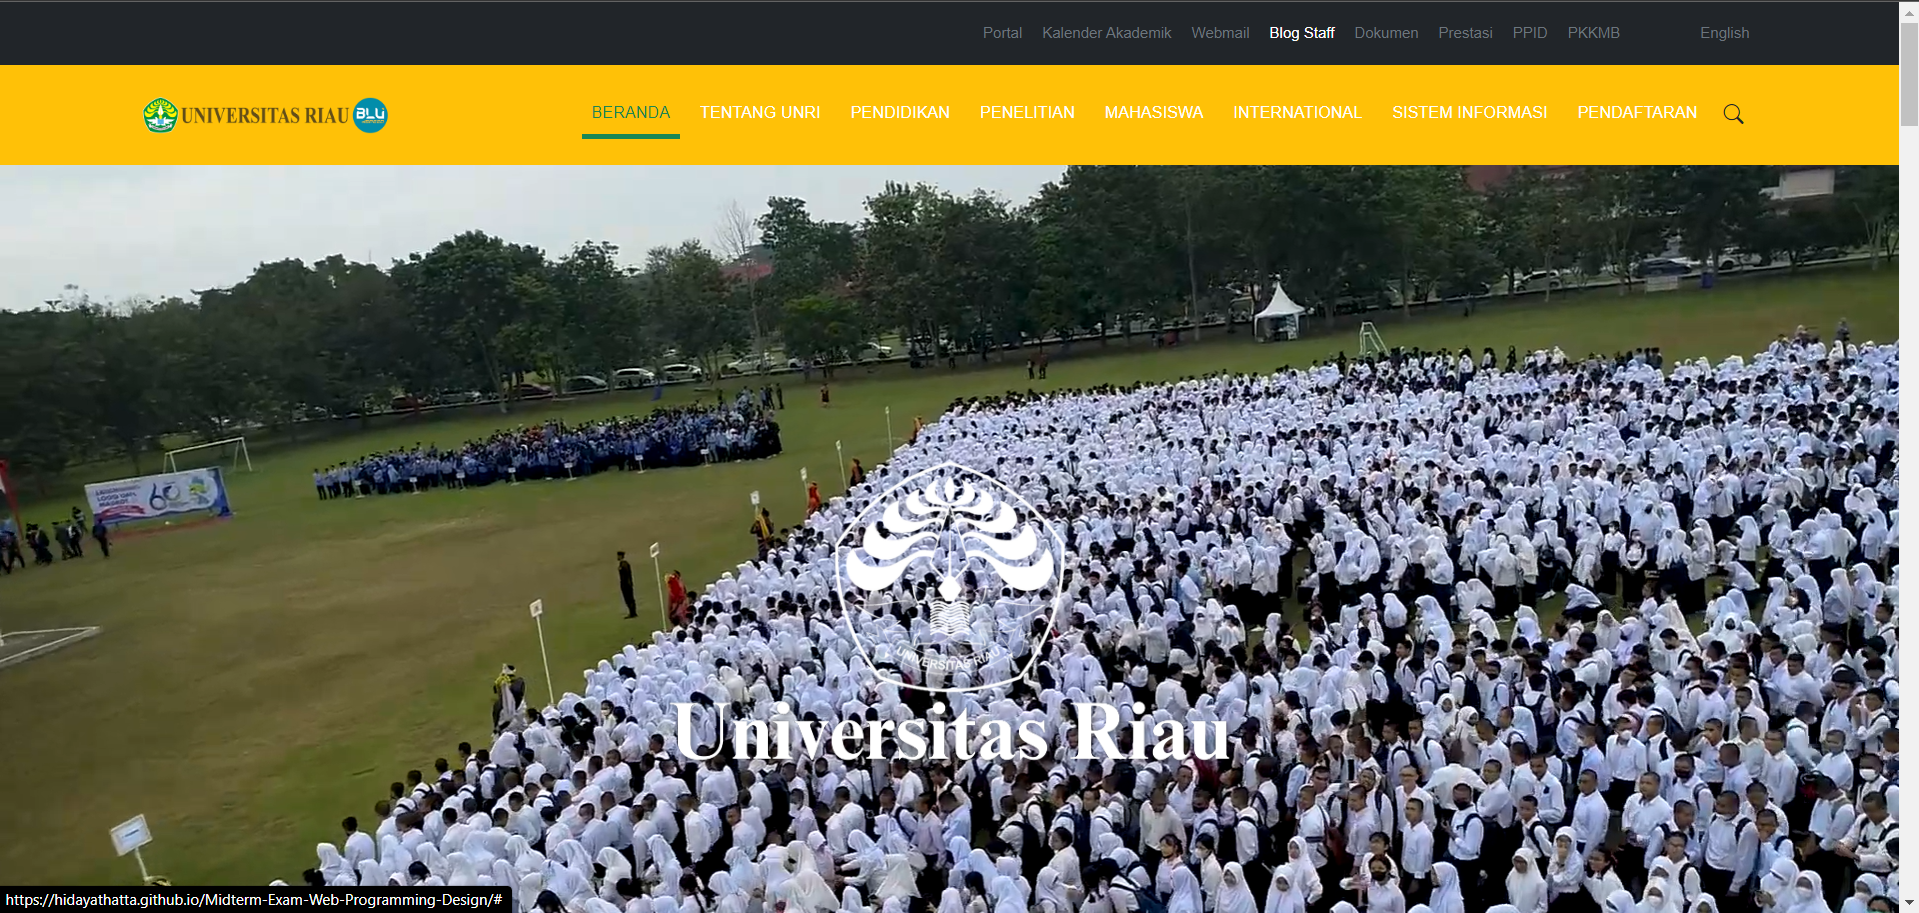 Portal Kalender Akademik Webmail Blog Staff Dokumen Prestasi PPID PKKMB English
UNIVERSITAS RIAU BLU BERANDA TENTANG UNRI PENDIDIKAN PENELITIAN MAHASISWA INTERNATIONAL SISTEM INFORMASI PENDAFTARAN
60
UNIVERSITAS RIAU
Universitas Riau
https://hidayathatta.github.io/Midterm-Exam-Web-Programming-Design/#